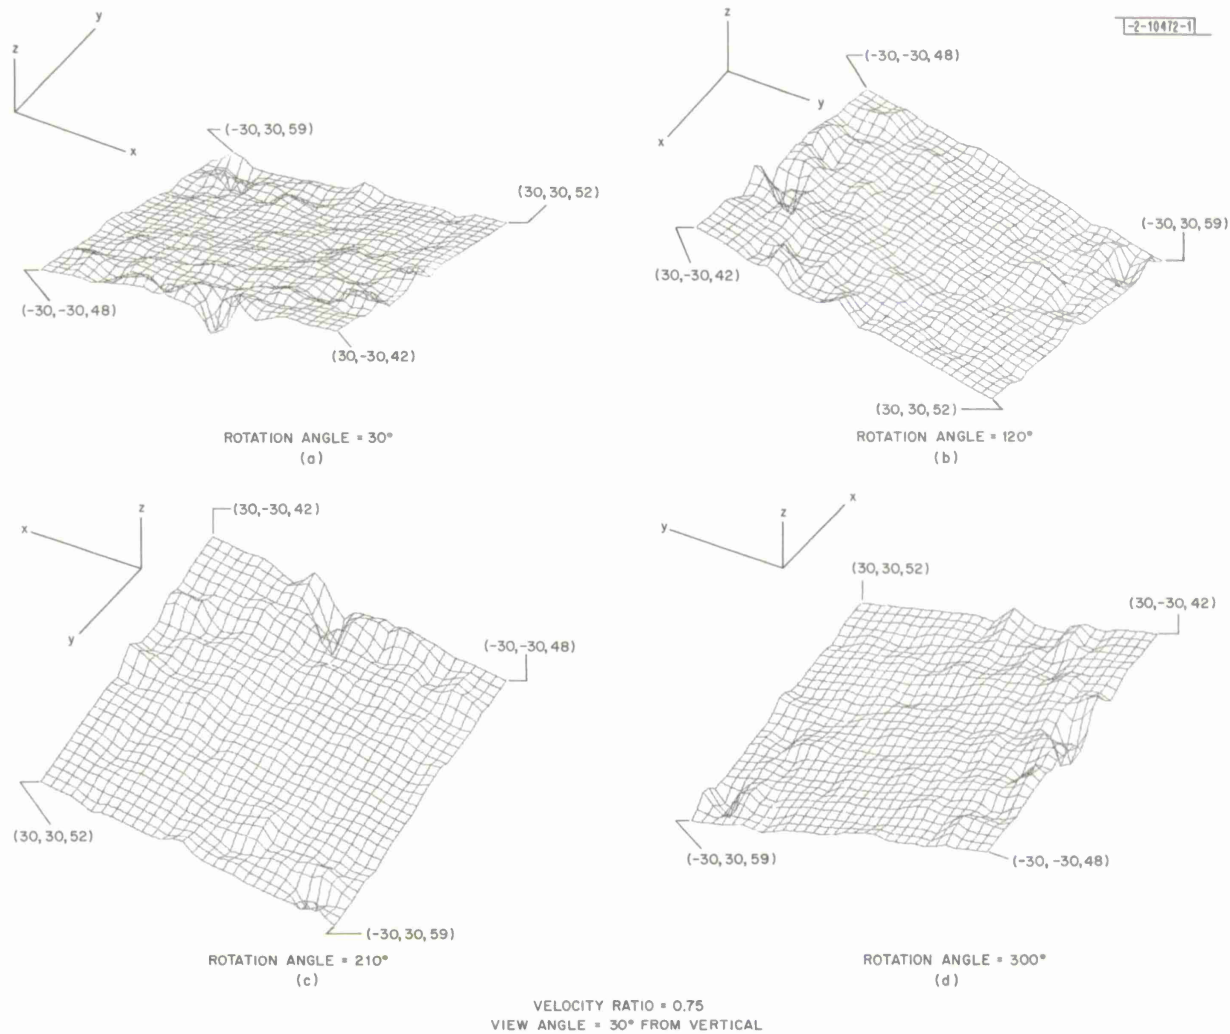 -2-10472-1
z
y
x
(-30,30,59)
(30,30,52)
(-30,-30,48)
(30,-30,42)
ROTATION ANGLE = 30°
(a)
z
y
x
(-30,-30,48)
(-30,30,59)
(30,-30,42)
(30,30,52)
ROTATION ANGLE = 120°
(b)
x
z
y
(30,-30,42)
(-30,-30,48)
(30,30,52)
(-30,30,59)
ROTATION ANGLE = 210°
(c)
y
z
x
(30,30,52)
(30,-30,42)
(-30,30,59)
(-30,-30,48)
ROTATION ANGLE = 300°
(d)
VELOCITY RATIO = 0.75
VIEW ANGLE = 30° FROM VERTICAL